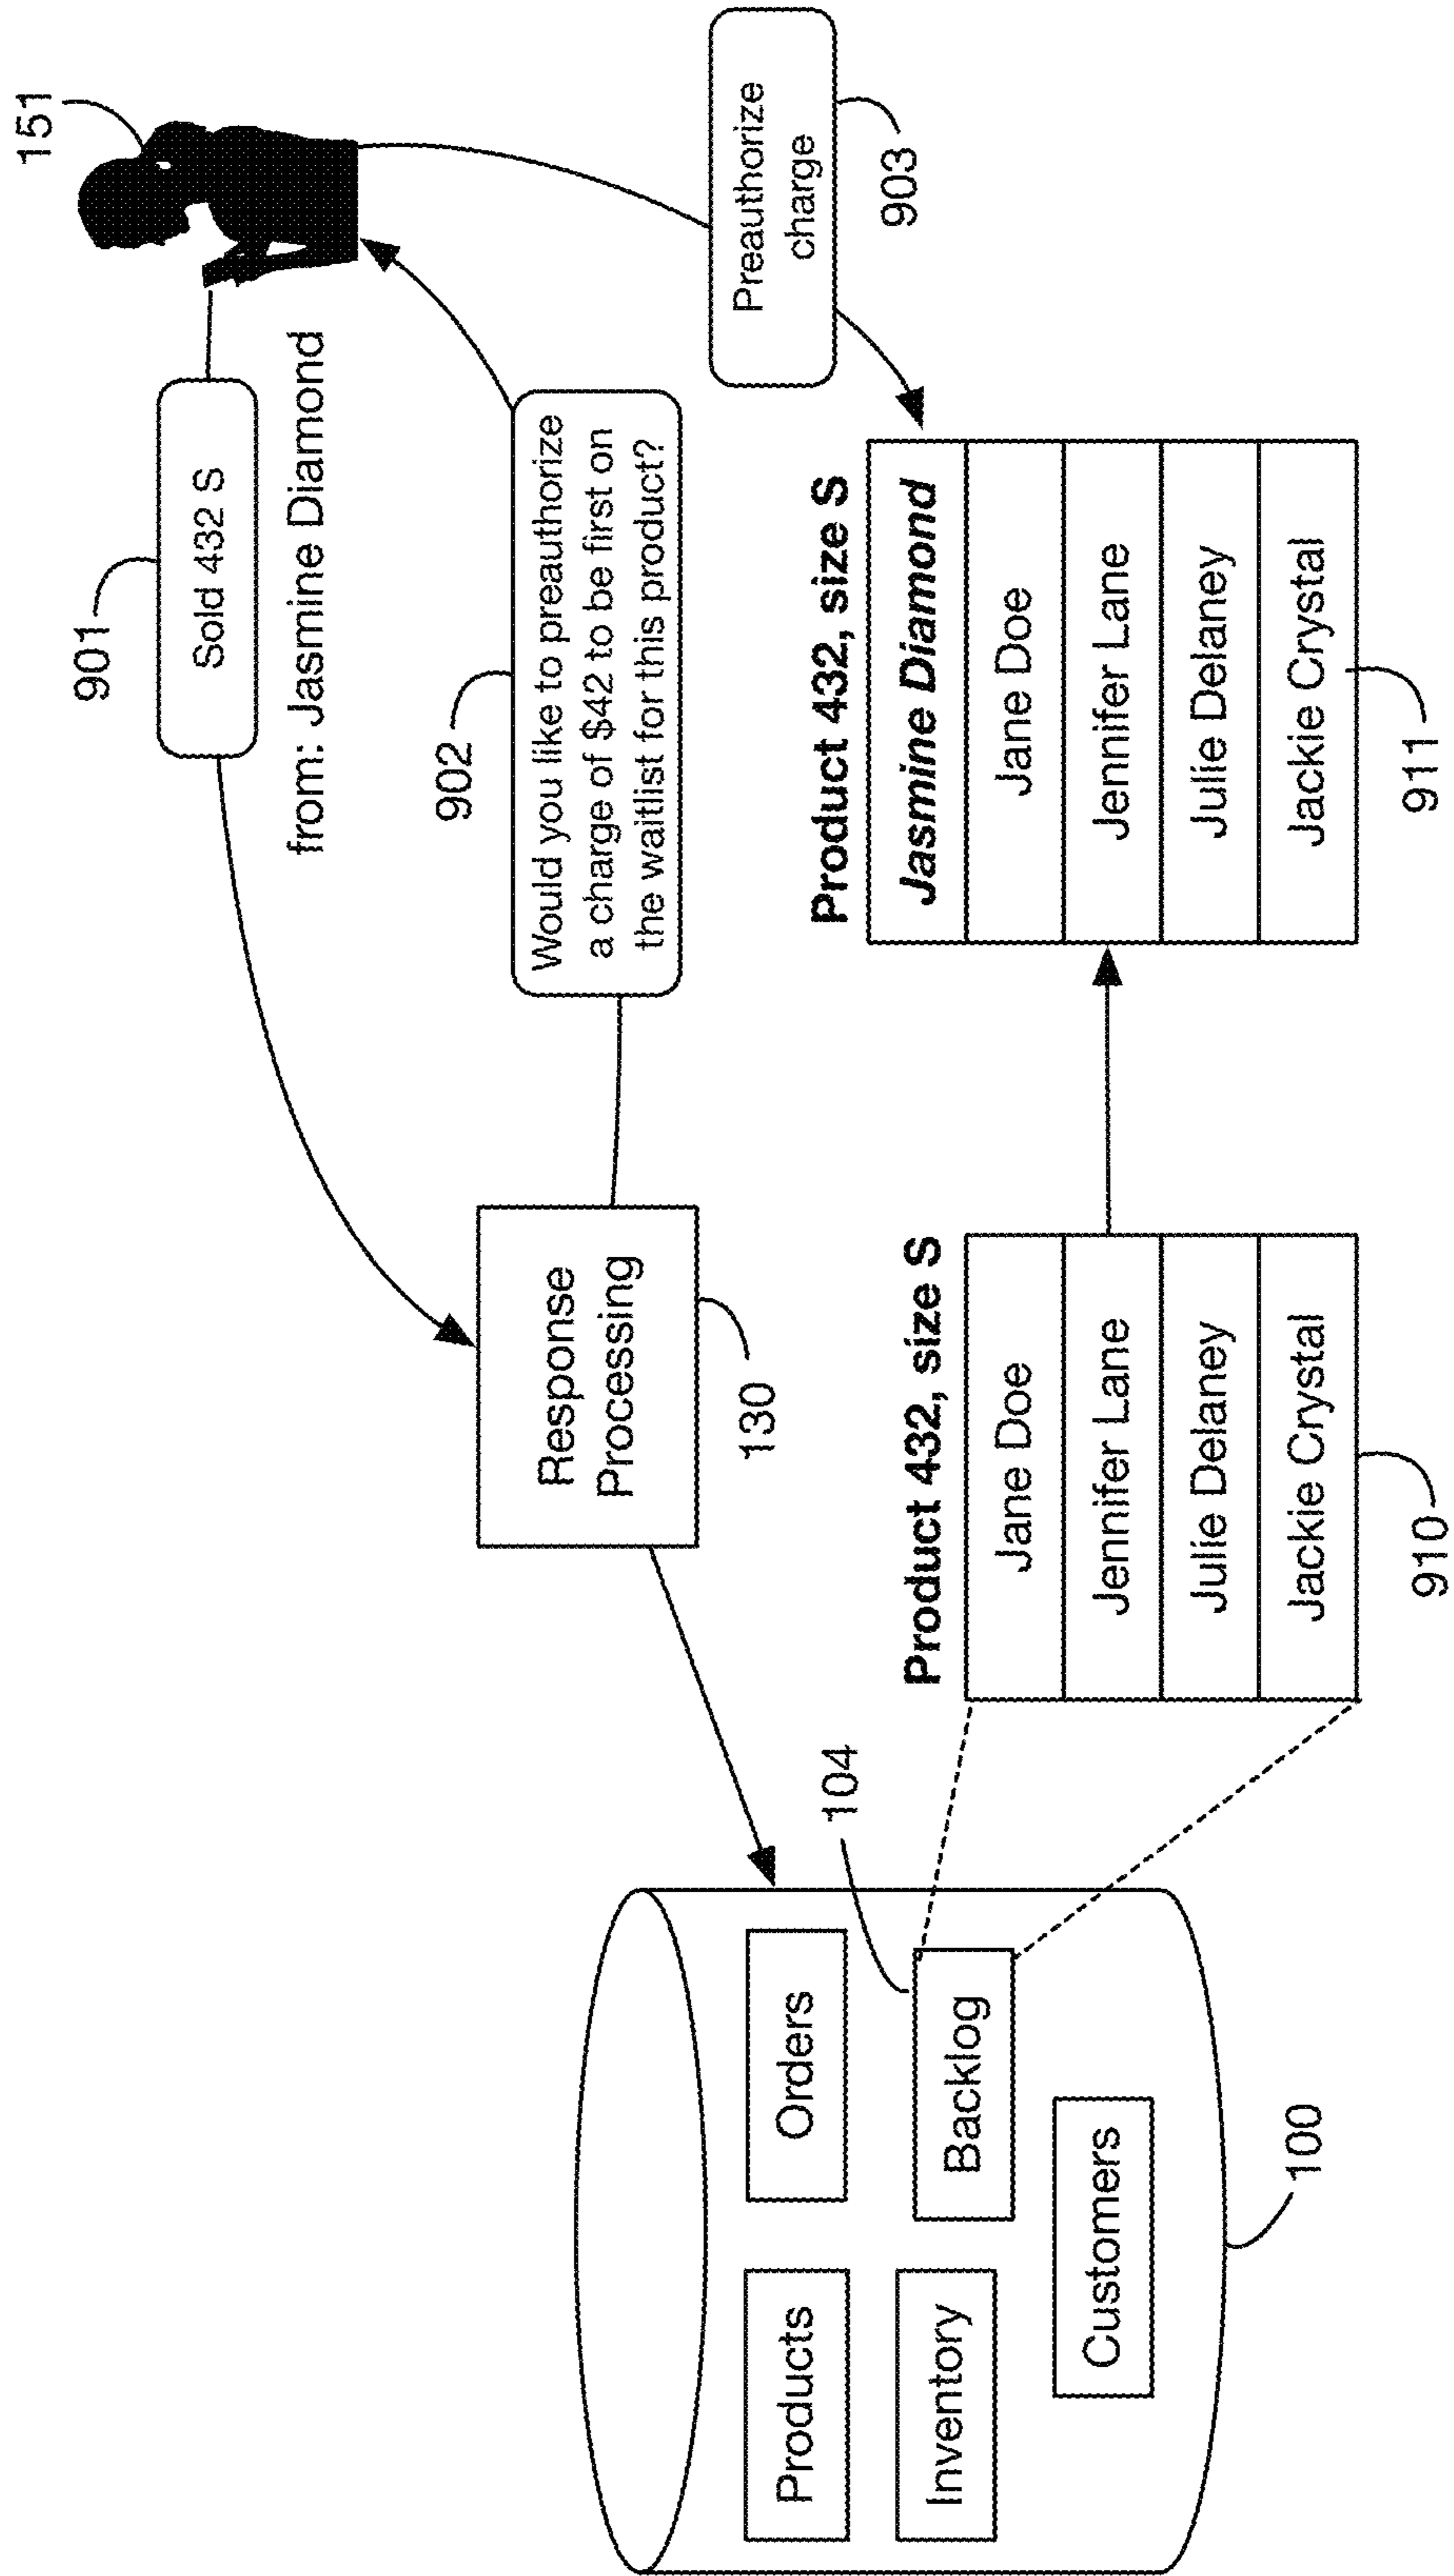 151
901
Sold 432 S
from: Jasmine Diamond
902
Would you like to preauthorize
a charge of $42 to be first on
the waitlist for this product?
Preauthorize
charge
903
Response
Processing
130
Products
Orders
Inventory
Backlog
Customers
104
100
Product 432, size S
Jane Doe
Jennifer Lane
Julie Delaney
Jackie Crystal
910
Product 432, size S
Jasmine Diamond
Jane Doe
Jennifer Lane
Julie Delaney
Jackie Crystal
911